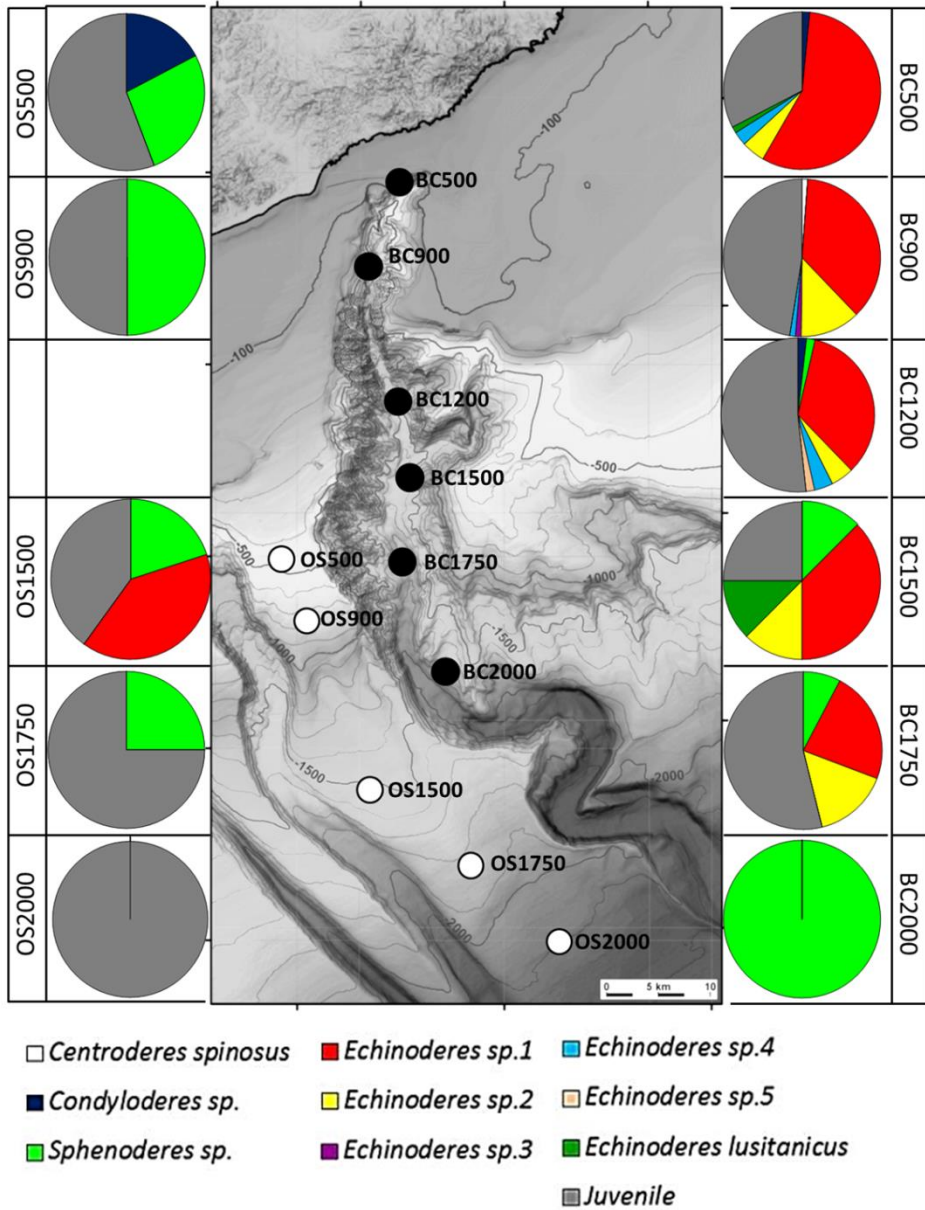 OS500
OS900
OS1500
OS1750
OS2000
-100
BC500
BC900
-100
BC1200
-500
BC1500
-500
OS500
BC1750
-1000
OS900
-1000
-1500
BC2000
-1500
OS1500
-2000
OS1750
-2000
OS2000
0 5 km 10
BC500
BC900
BC1200
BC1500
BC1750
BC2000
Centroderes spinosus
Echinoderes sp.1
Echinoderes sp.4
Condyloderes sp.
Echinoderes sp.2
Echinoderes sp.5
Sphenoderes sp.
Echinoderes sp.3
Echinoderes lusitanicus
Juvenile